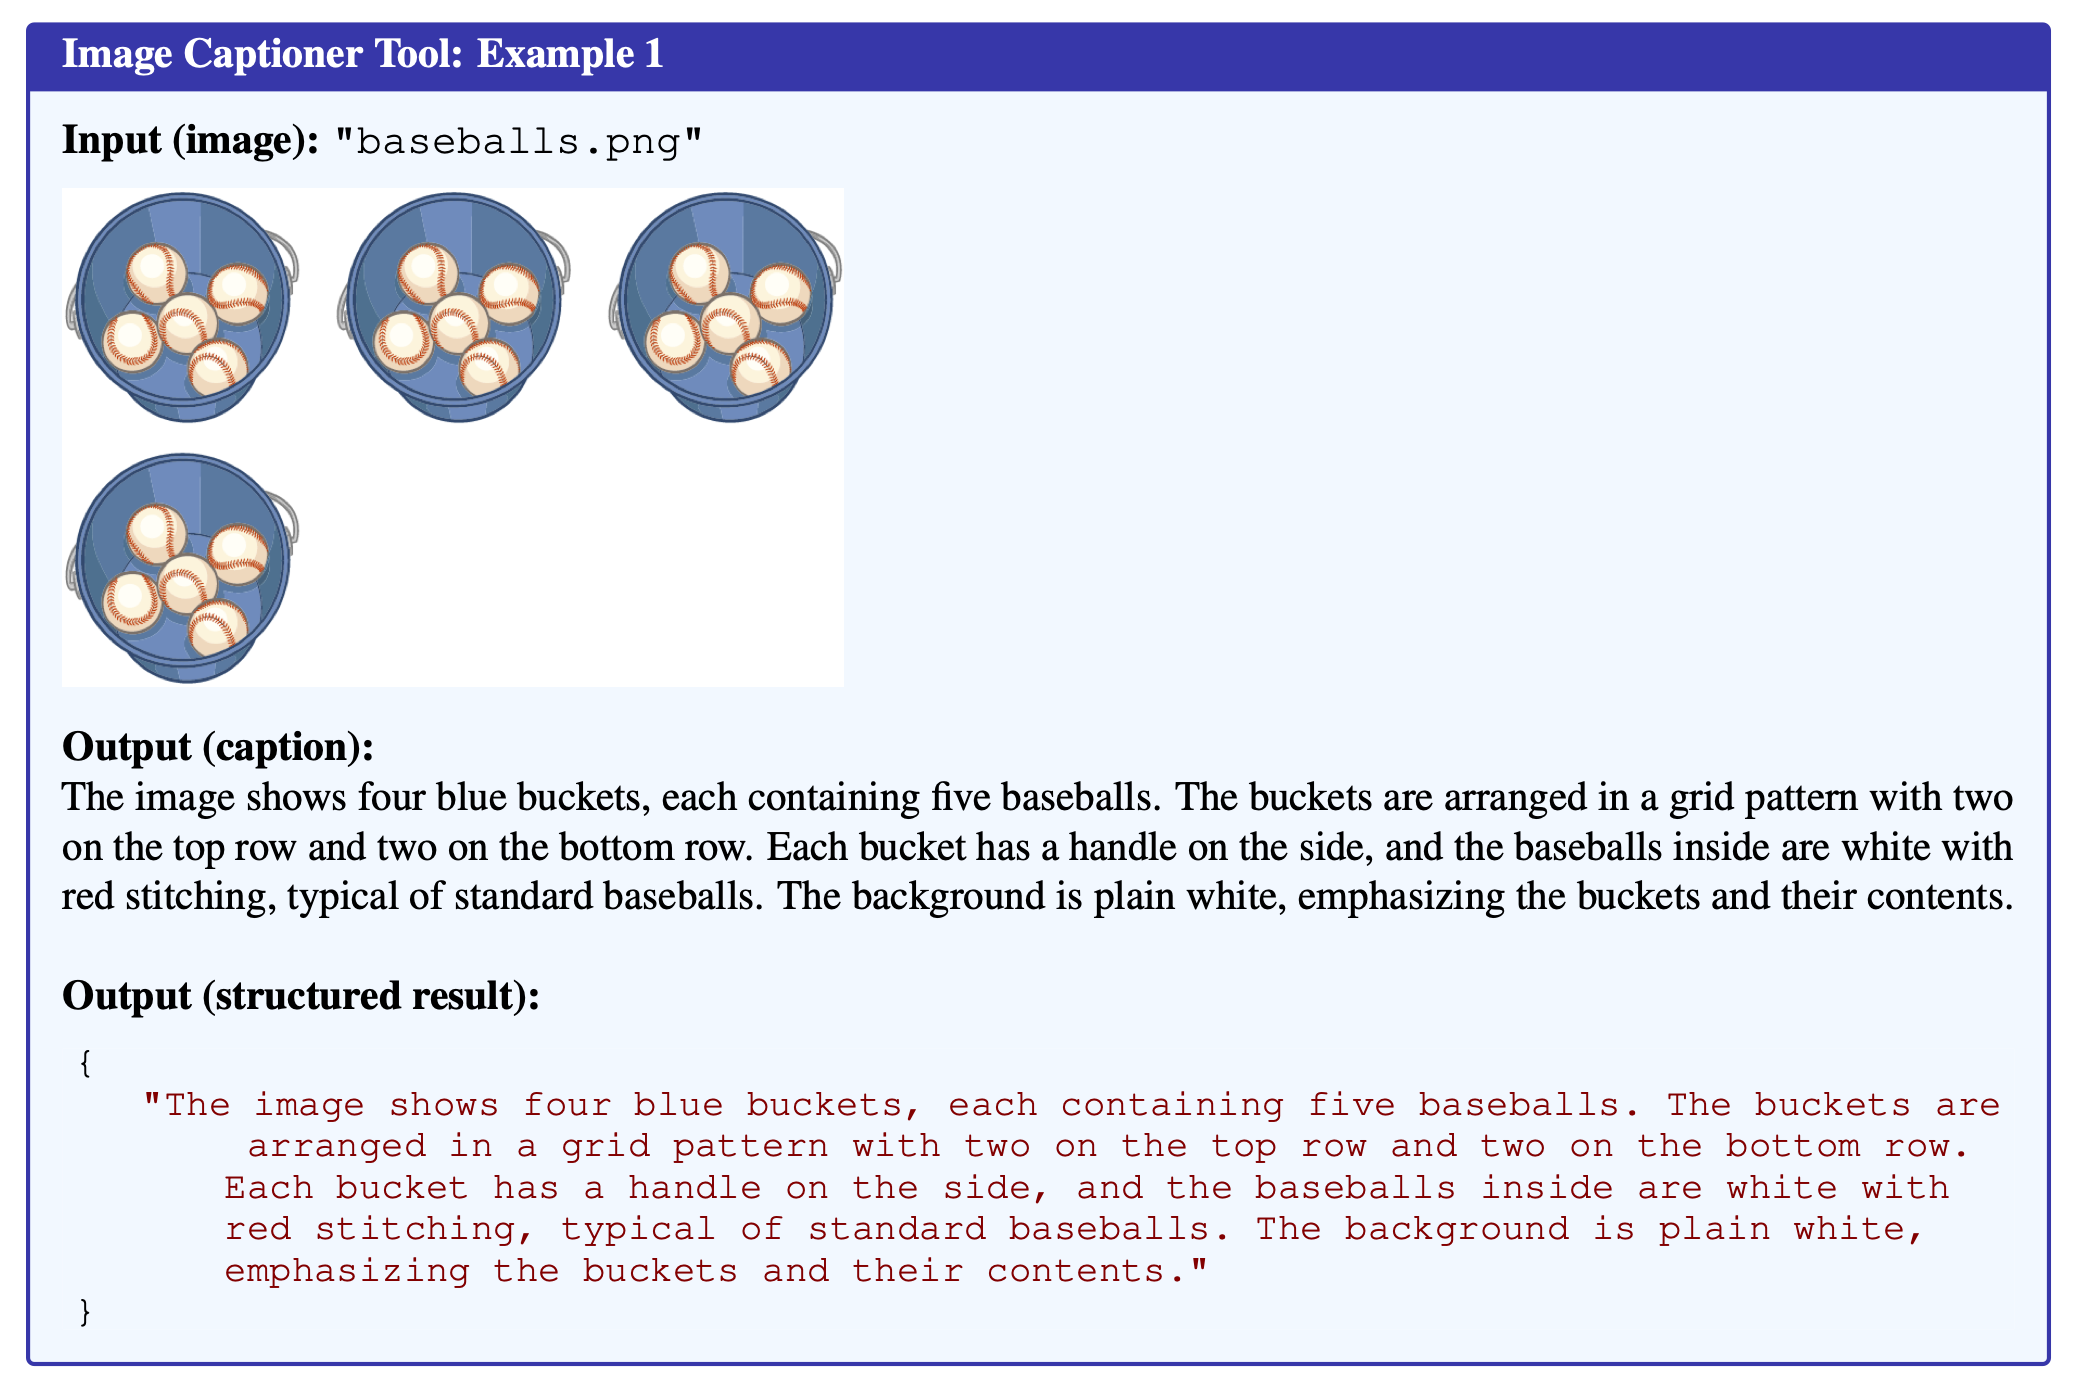 Image Captioner Tool: Example 1
Input (image): "baseballs.png"
Output (caption):
The image shows four blue buckets, each containing five baseballs. The buckets are arranged in a grid pattern with two
on the top row and two on the bottom row. Each bucket has a handle on the side, and the baseballs inside are white with
red stitching, typical of standard baseballs. The background is plain white, emphasizing the buckets and their contents.
Output (structured result):
{
"The image shows four blue buckets, each containing five baseballs. The buckets are
arranged in a grid pattern with two on the top row and two on the bottom row.
Each bucket has a handle on the side, and the baseballs inside are white with
red stitching, typical of standard baseballs. The background is plain white,
emphasizing the buckets and their contents."
}